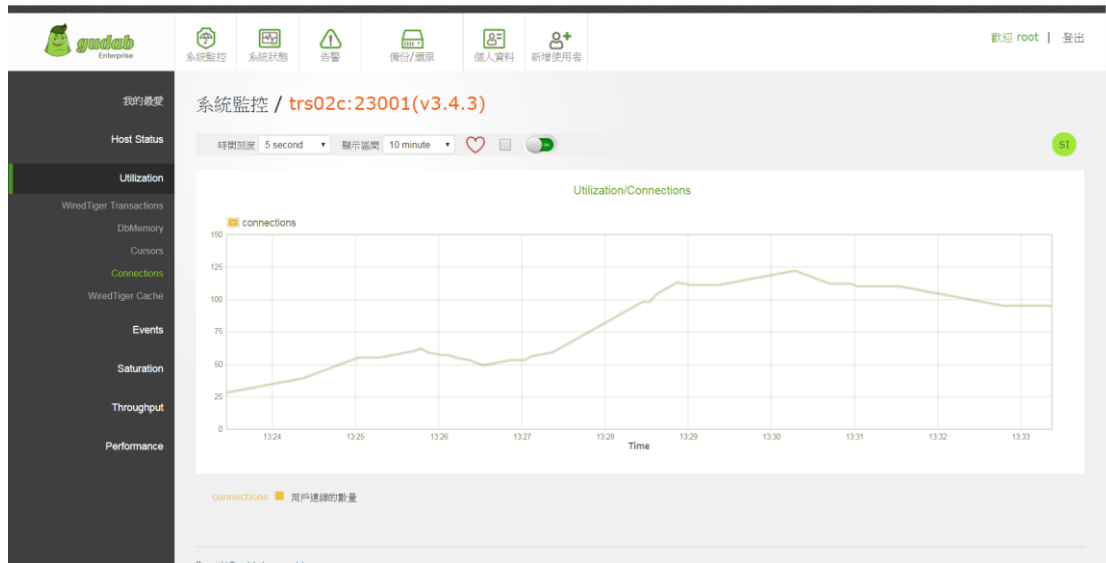 gudab
Enterprise
系統監控
系統狀態
告警
備份/還原
個人資料
新增使用者
歡迎 root | 登出
我的最愛
Host Status
Utilization
WiredTiger Transactions
DbMemory
Cursors
Connections
WiredTiger Cache
Events
Saturation
Throughput
Performance
系統監控 / trs02c:23001(v3.4.3)
時間刻度 5 second 顯示區間 10 minute
SI
Utilization/Connections
connections
150
125
100
75
50
25
0
13:24 13:25 13:26 13:27 13:28 13:29 13:30 13:31 13:32 13:33
Time
connections 用戶連線的數量